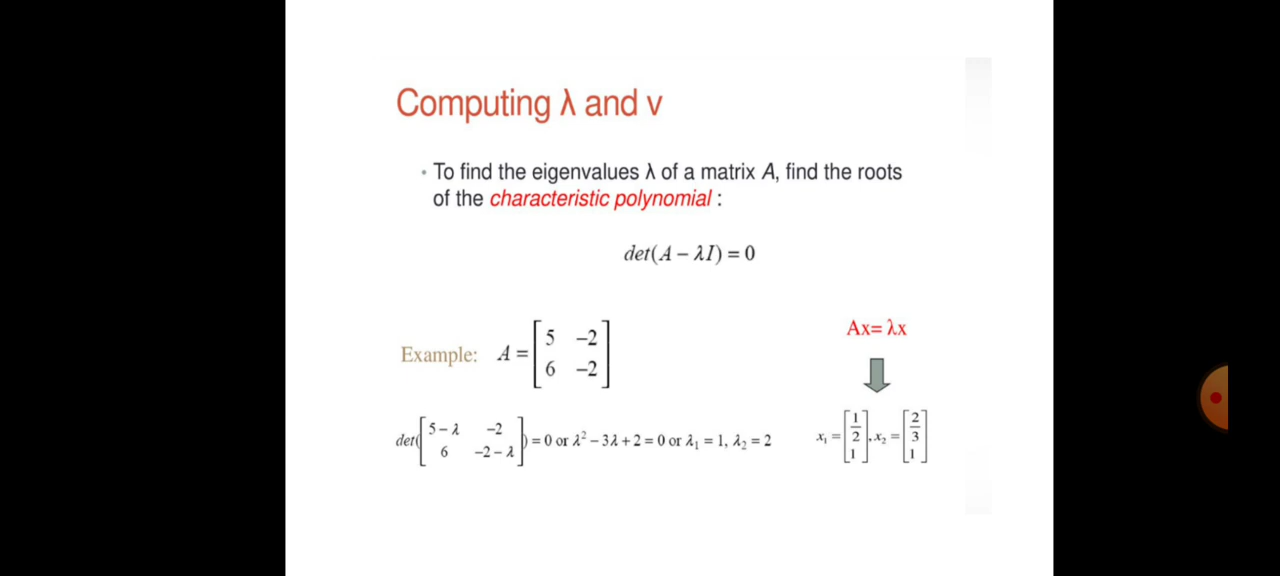 Computing λ and v
• To find the eigenvalues λ of a matrix A, find the roots
of the characteristic polynomial :
det(A − λI) = 0
Example: A = [5 −2
6 −2]
Ax= λx
det([5 − λ −2
6 −2 − λ]) = 0 or λ² − 3λ + 2 = 0 or λ₁ = 1, λ₂ = 2
x₁ = [1/2
1], x₂ = [2/3
1]